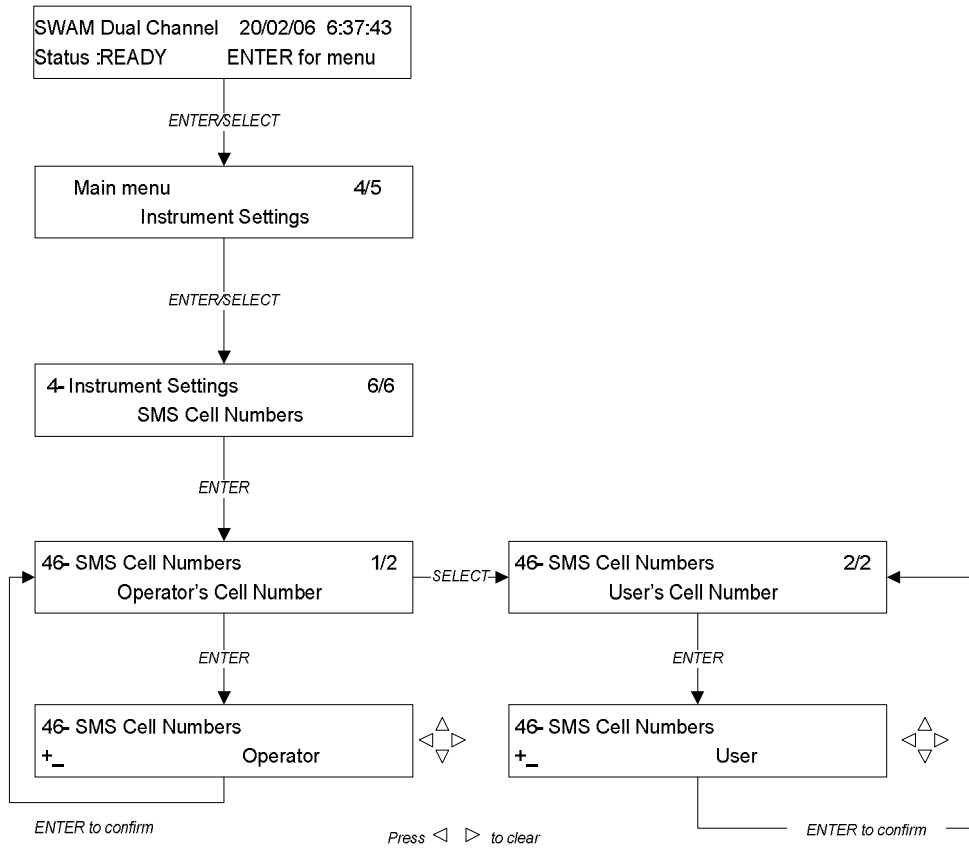 SWAM Dual Channel 20/02/06 6:37:43
Status :READY ENTER for menu
ENTER/SELECT
Main menu 4/5
Instrument Settings
ENTER/SELECT
4- Instrument Settings 6/6
SMS Cell Numbers
ENTER
46- SMS Cell Numbers 1/2
Operator's Cell Number
SELECT
46- SMS Cell Numbers 2/2
User's Cell Number
ENTER
ENTER
46- SMS Cell Numbers
+_ Operator
46- SMS Cell Numbers
+_ User
ENTER to confirm
Press ◁ ▷ to clear
ENTER to confirm